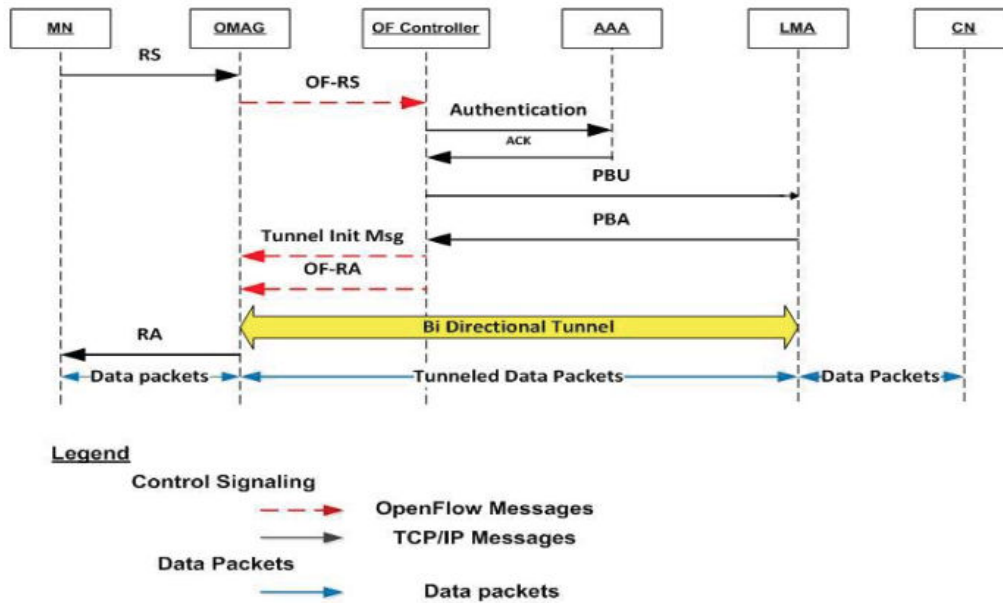 MN OMAG OF Controller AAA LMA CN
RS
OF-RS
Authentication
ACK
PBU
PBA
Tunnel Init Msg
OF-RA
Bi Directional Tunnel
RA
Data packets Tunneled Data Packets Data Packets
Legend
Control Signaling
OpenFlow Messages
TCP/IP Messages
Data Packets
Data packets